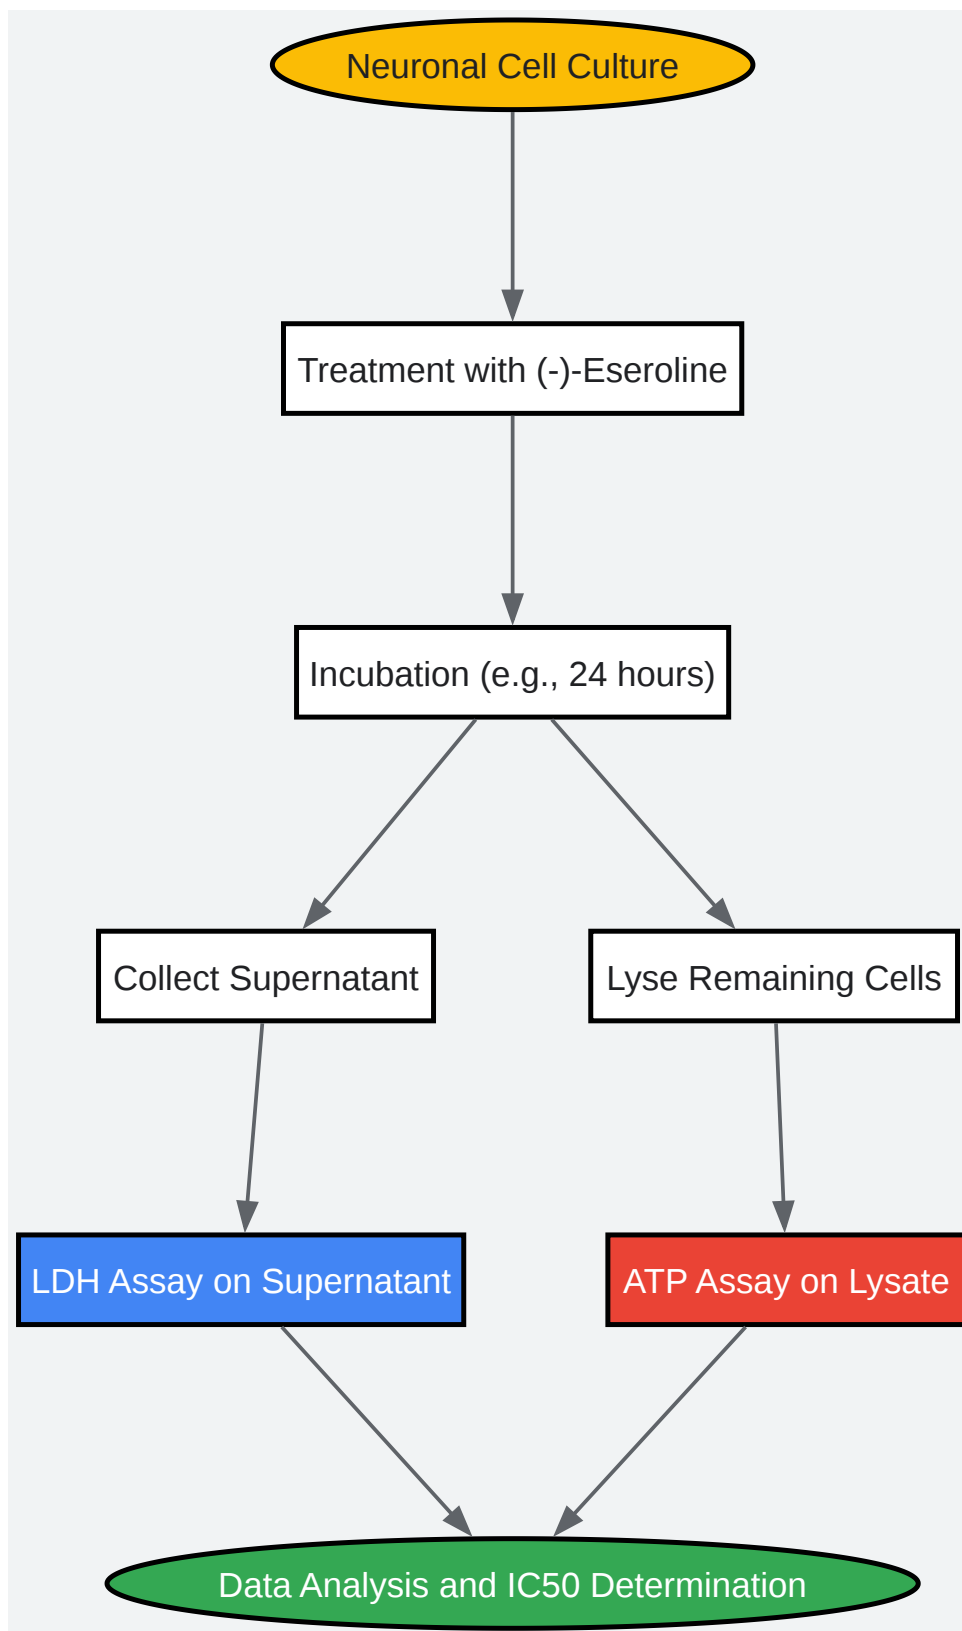 Neuronal Cell Culture
Treatment with (-)-Eseroline
Incubation (e.g., 24 hours)
Collect Supernatant
Lyse Remaining Cells
LDH Assay on Supernatant
ATP Assay on Lysate
Data Analysis and IC50 Determination